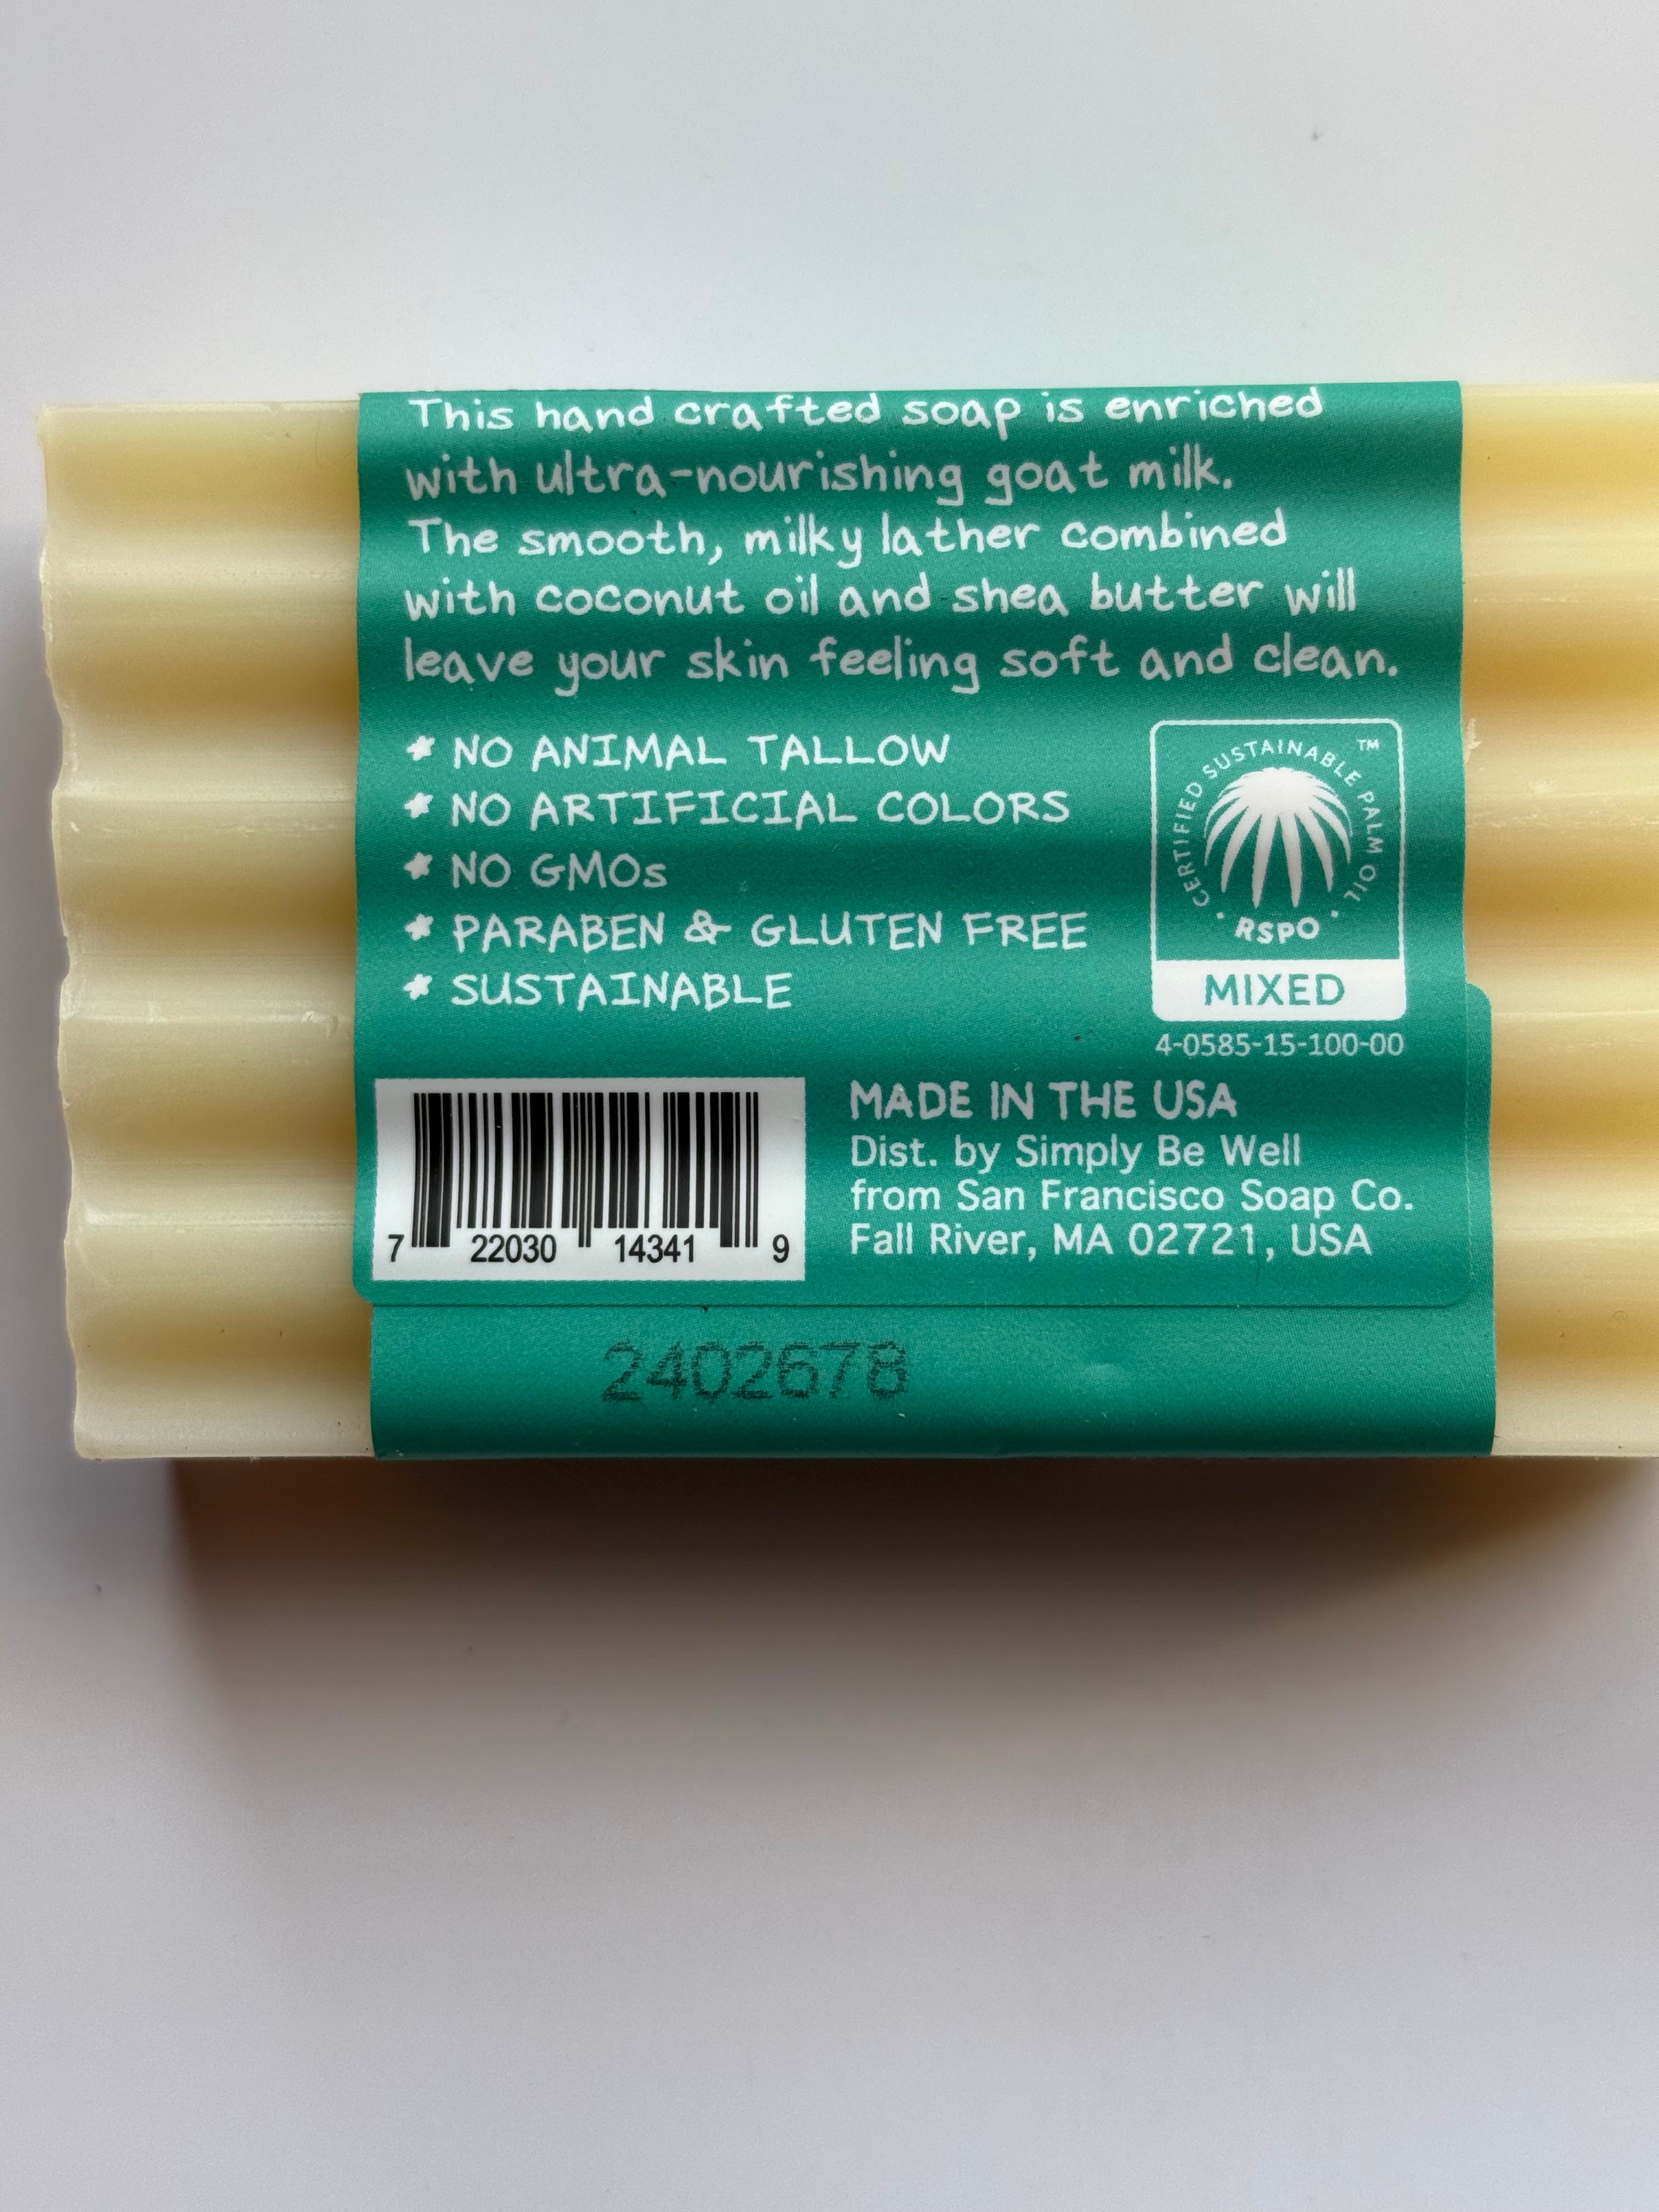 This hand crafted soap is enriched
with ultra-nourishing goat milk.
The smooth, milky lather combined
with coconut oil and shea butter will
leave your skin feeling soft and clean.
* NO ANIMAL TALLOW
* NO ARTIFICIAL COLORS
* NO GMOs
* PARABEN & GLUTEN FREE
* SUSTAINABLE
CERTIFIED SUSTAINABLE PALM OIL ™
· RSPO ·
MIXED
4-0585-15-100-00
7 22030 14341 9
MADE IN THE USA
Dist. by Simply Be Well
from San Francisco Soap Co.
Fall River, MA 02721, USA
2402678